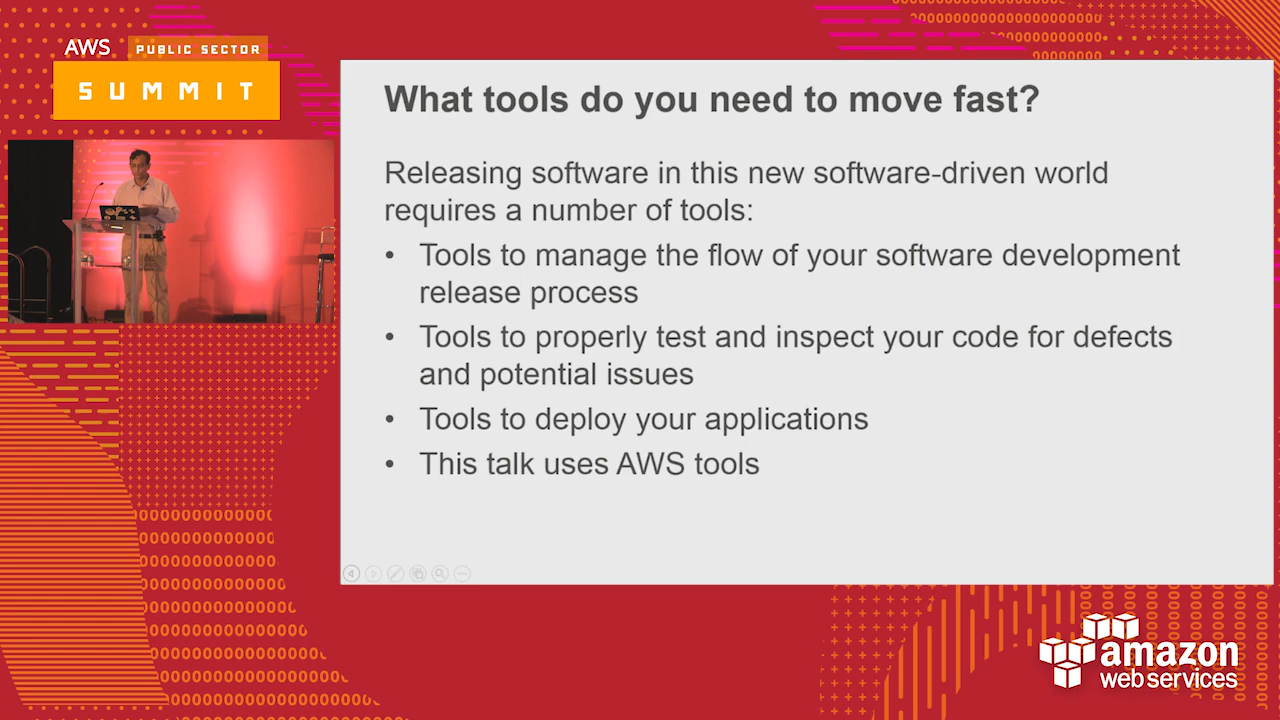 AWS PUBLIC SECTOR
SUMMIT
What tools do you need to move fast?
Releasing software in this new software-driven world
requires a number of tools:
• Tools to manage the flow of your software development
release process
• Tools to properly test and inspect your code for defects
and potential issues
• Tools to deploy your applications
• This talk uses AWS tools
amazon
web services